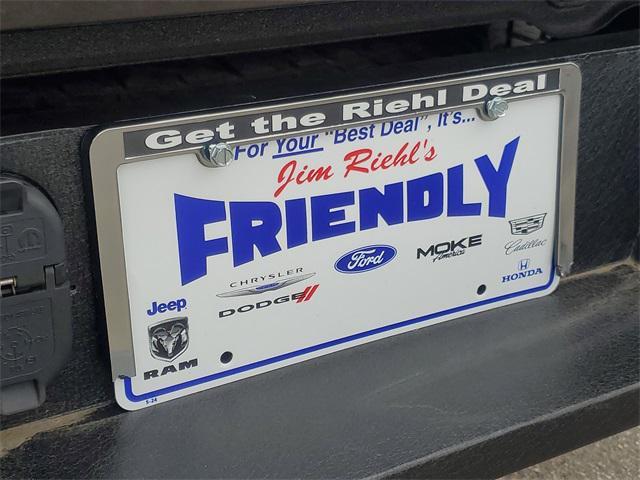 Get the Riehl Deal
For Your "Best Deal", It's...
Jim Riehl's
FRIENDLY
CHRYSLER
DODGE
Ford
MOKE
America
Cadillac
HONDA
Jeep
RAM
S-24